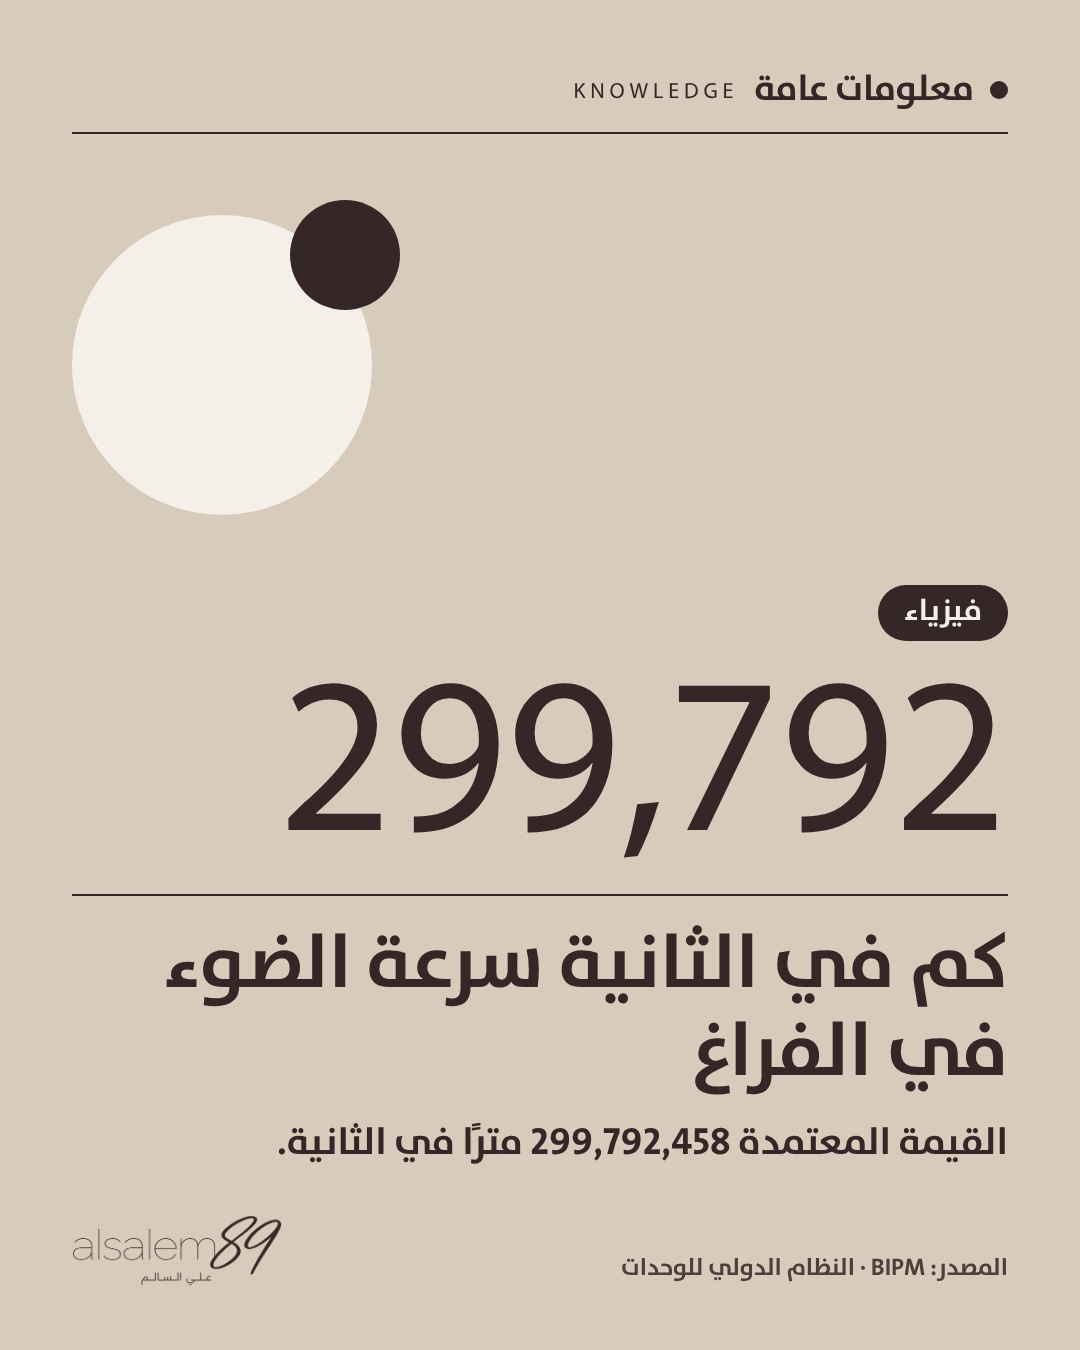 معلومات عامة KNOWLEDGE
فيزياء
299,792
كم في الثانية سرعة الضوء
في الفراغ
القيمة المعتمدة 299,792,458 مترًا في الثانية.
المصدر: BIPM · النظام الدولي للوحدات
alsalem89
علي السالم